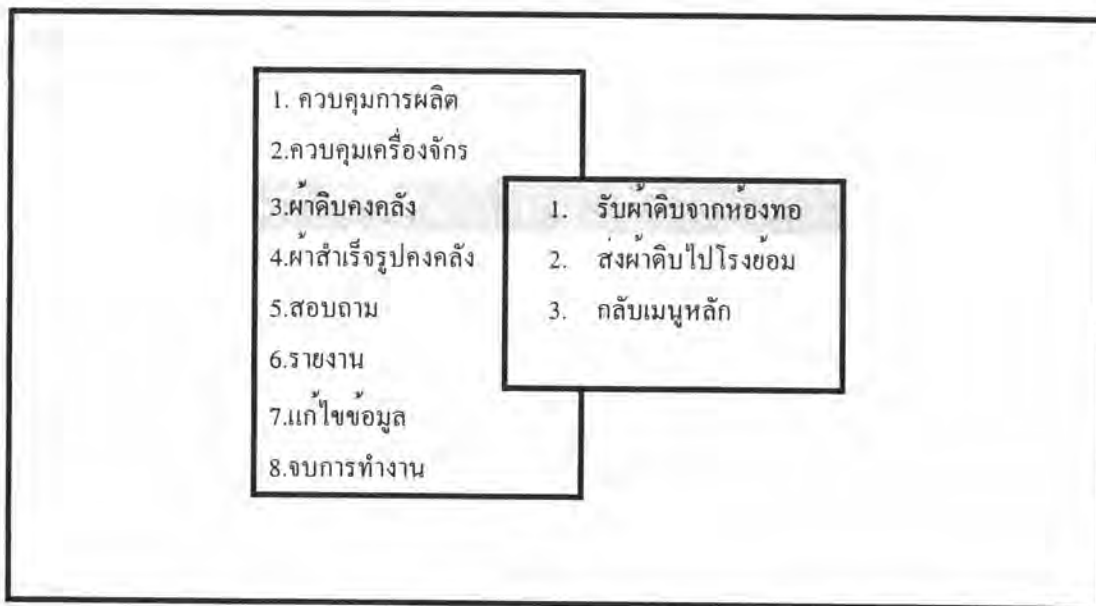 1. ควบคุมการผลิต
2.ควบคุมเครื่องจักร
3.ผ้าดิบคงคลัง
4.ผ้าสำเร็จรูปคงคลัง
5.สอบถาม
6.รายงาน
7.แก้ไขข้อมูล
8.จบการทำงาน
1. รับผ้าดิบจากห้องทอ
2. ส่งผ้าดิบไปโรงย้อม
3. กลับเมนูหลัก